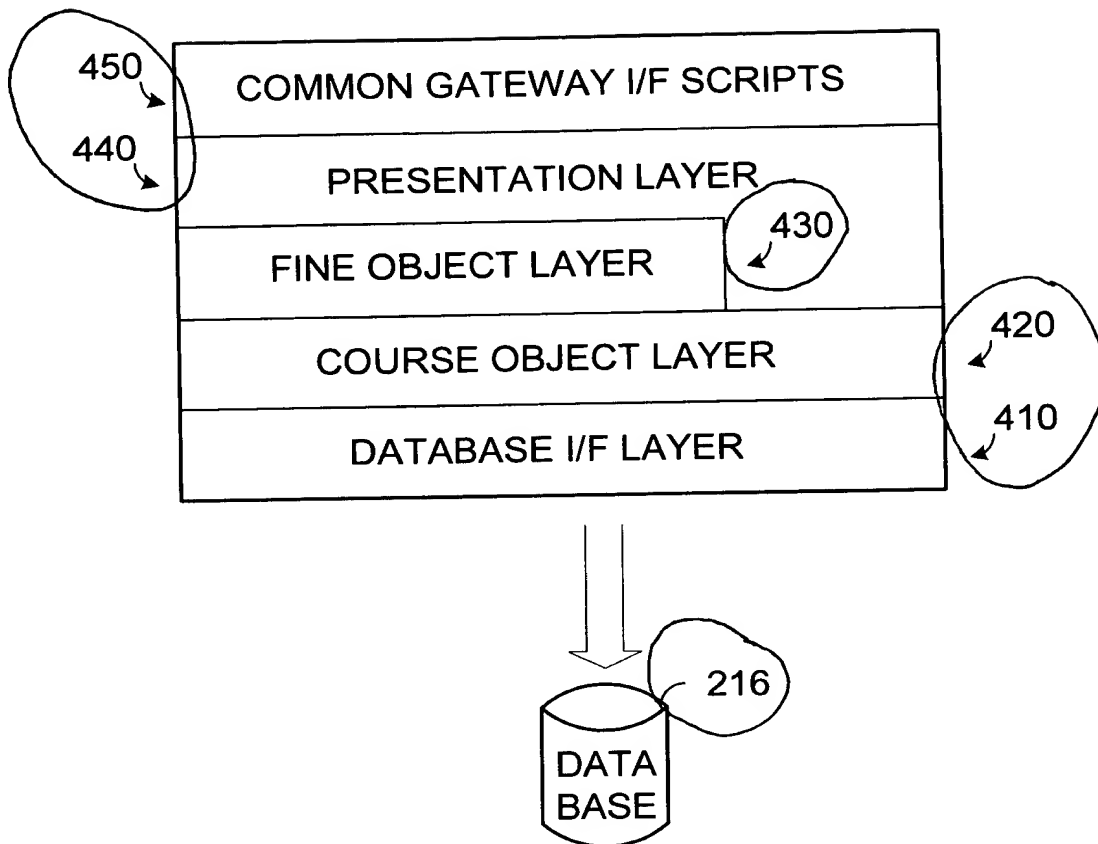 450
COMMON GATEWAY I/F SCRIPTS
440
PRESENTATION LAYER
430
FINE OBJECT LAYER
420
COURSE OBJECT LAYER
410
DATABASE I/F LAYER
216
DATA
BASE